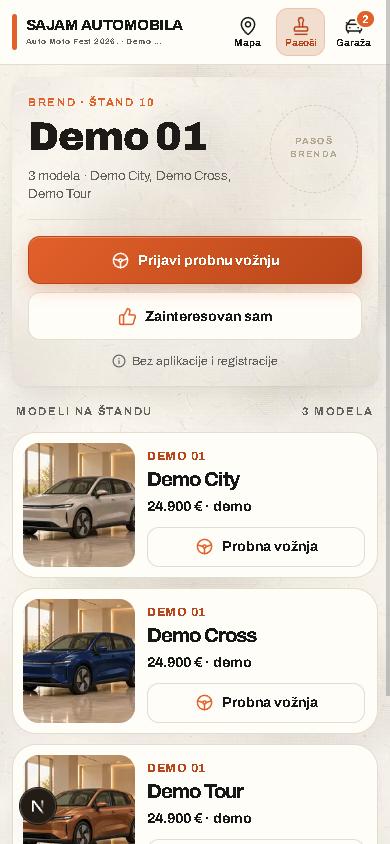 SAJAM AUTOMOBILA
Auto Moto Fest 2026. · Demo ...
Mapa
Pasoši
Garaža
2
BREND · ŠTAND 10
Demo 01
3 modela · Demo City, Demo Cross,
Demo Tour
PASOŠ
BRENDA
Prijavi probnu vožnju
Zainteresovan sam
Bez aplikacije i registracije
MODELI NA ŠTANDU
3 MODELA
DEMO 01
Demo City
24.900 € · demo
Probna vožnja
DEMO 01
Demo Cross
24.900 € · demo
Probna vožnja
DEMO 01
Demo Tour
24.900 € · demo
N
Probna vožnja